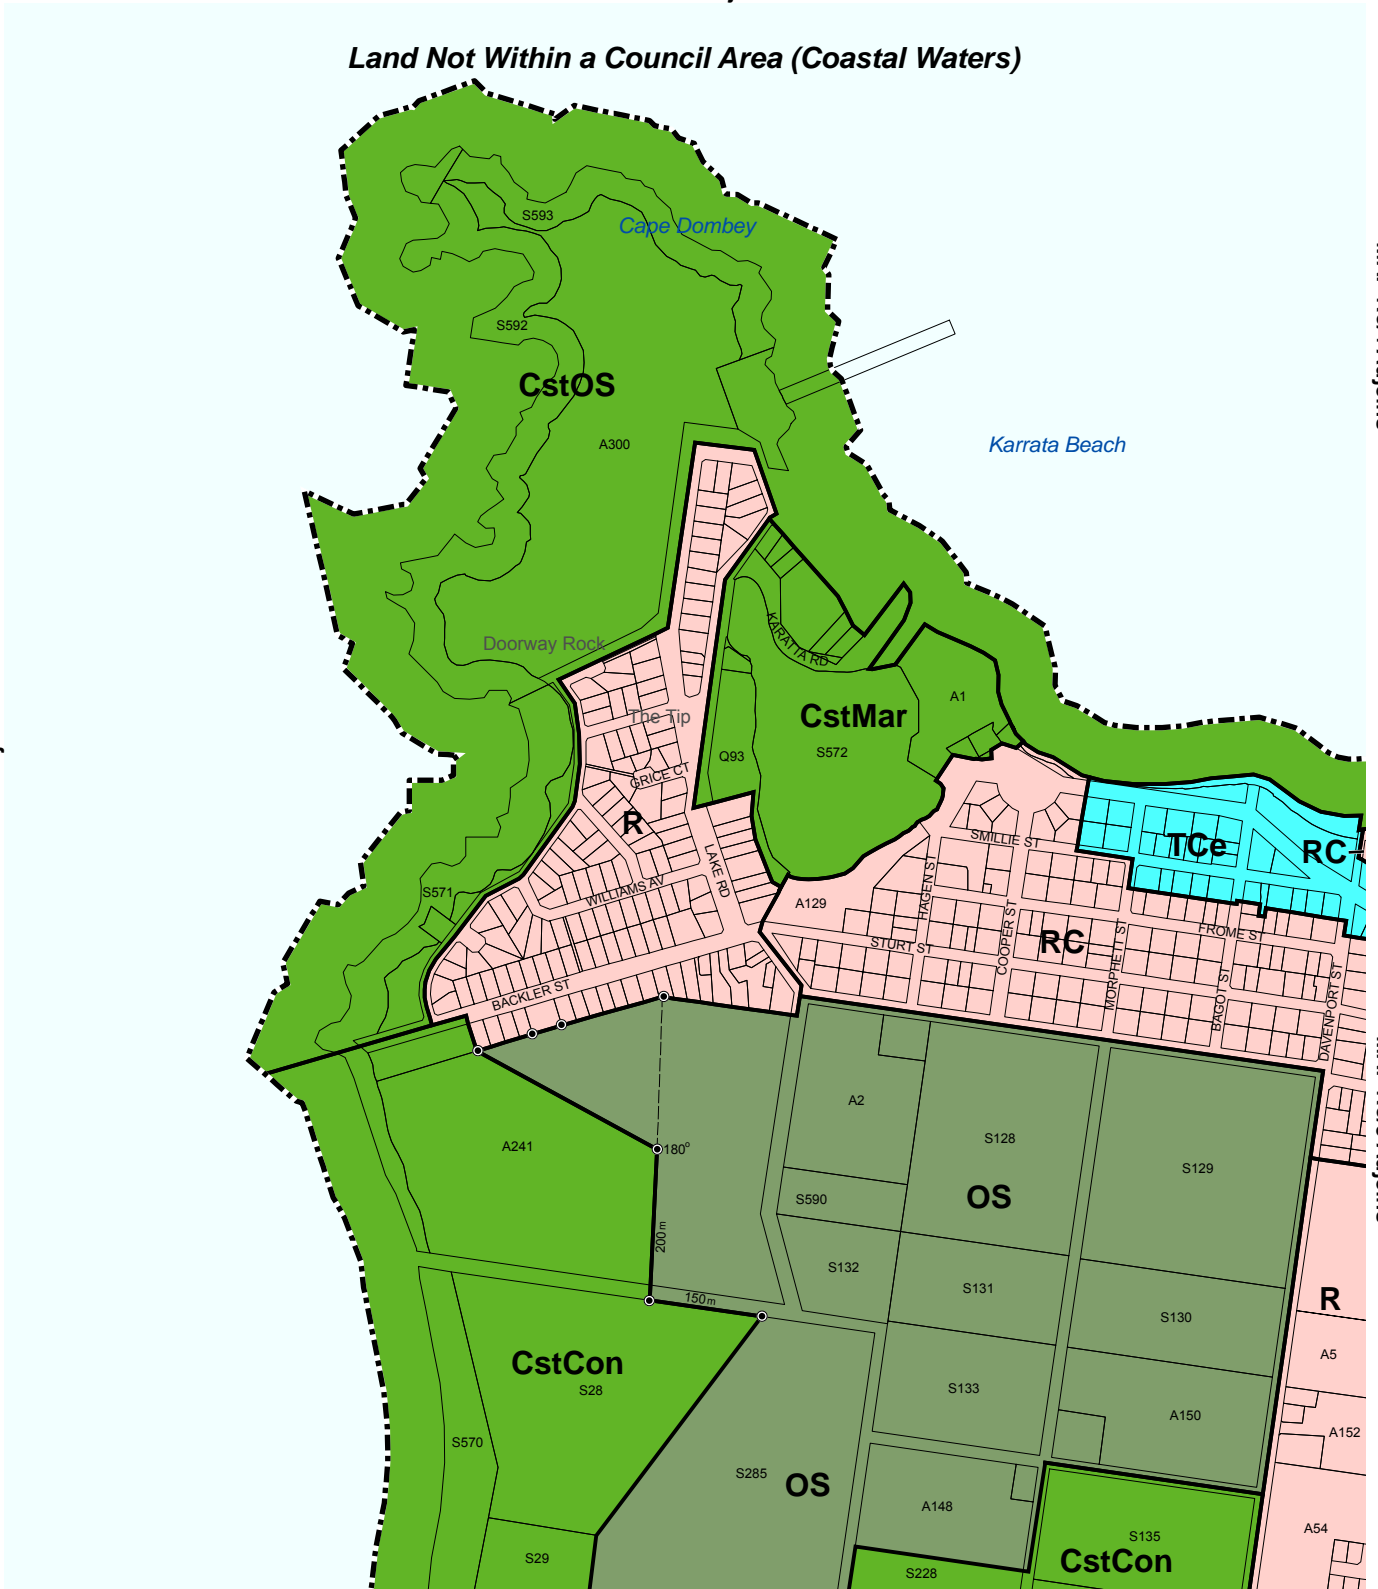 Land Not Within a Council Area (Coastal Waters)
S593
Cape Dombey
S592
CstOS
A300
Karrata Beach
KARATTA RD
Doorway Rock
A1
The Tip
CstMar
S572
Q93
GRICE CT
R
SMILLIE ST
TCe
RC
LAKE RD
HAGEN ST
S571
WILLIAMS AV
A129
COOPER ST
STURT ST
RC
MORPHETT ST
FROME ST
BACKLER ST
BAGOT ST
DAVENPORT ST
A2
A241
180°
S128
S129
S590
OS
200 m
S132
S131
150 m
R
S130
A5
CstCon
S28
S133
A150
A152
S570
S285
OS
A148
A54
S135
S29
CstCon
S228